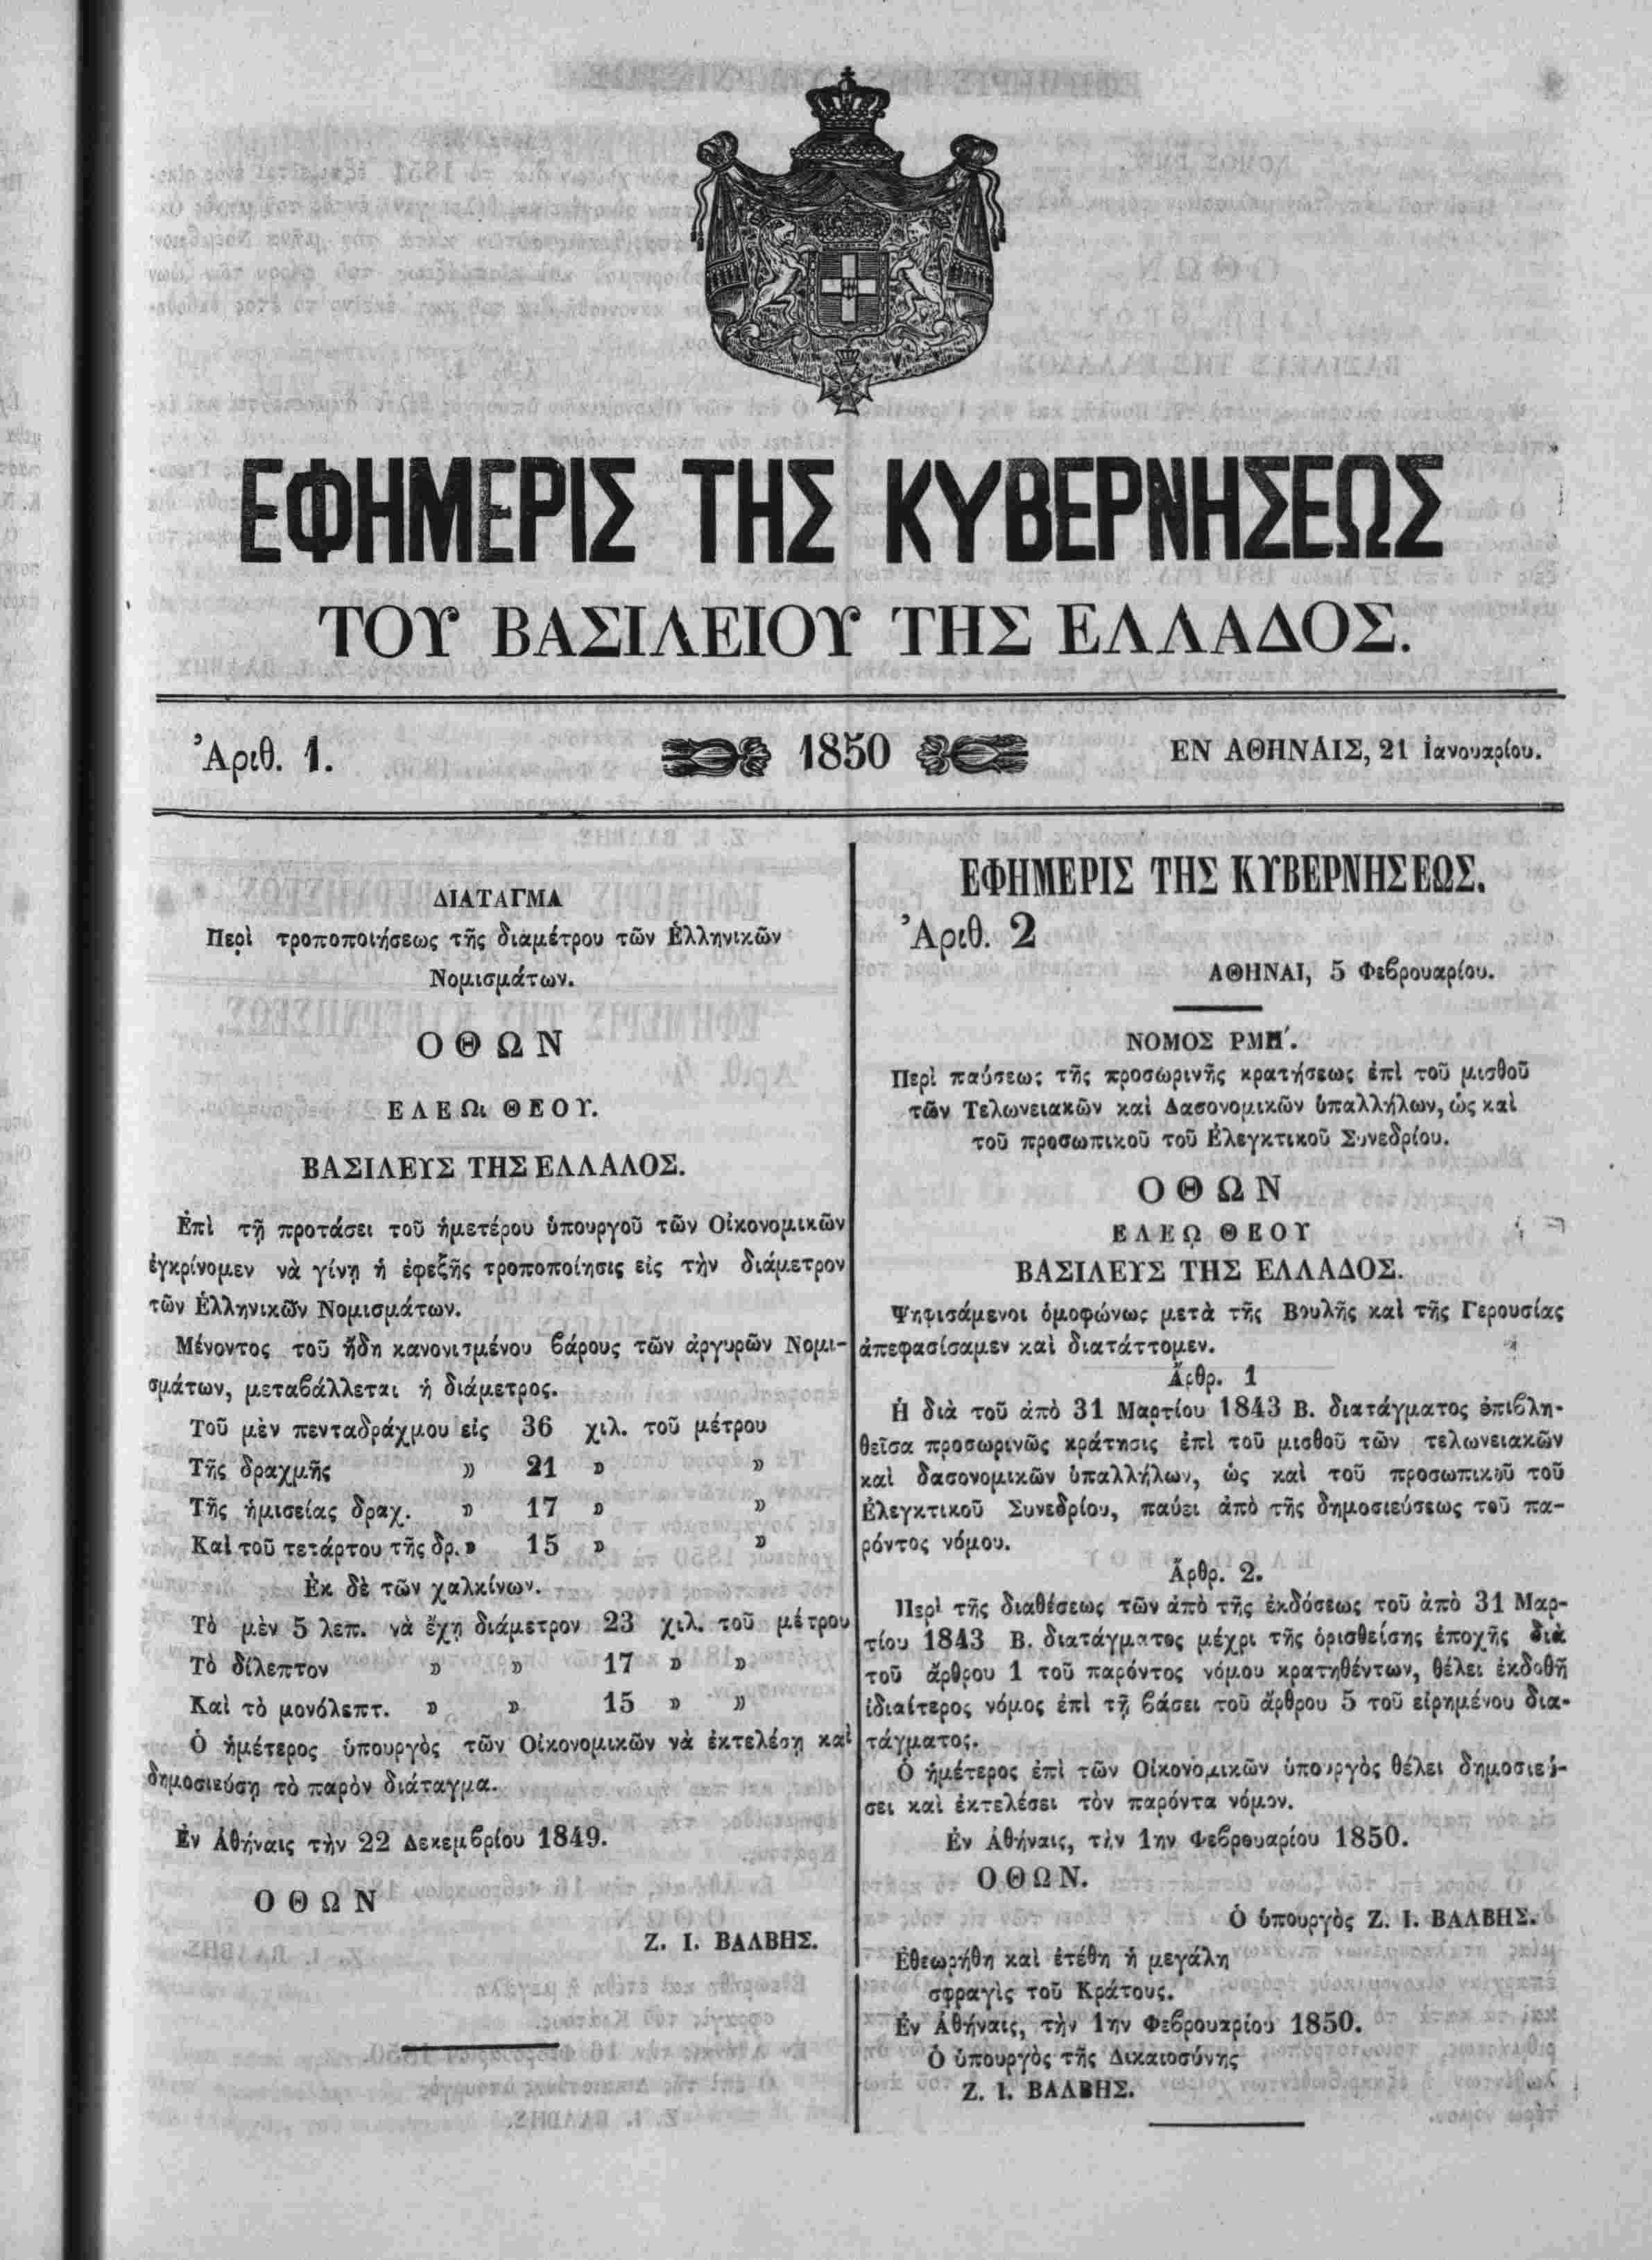 ΕΦΗΜΕΡΙΣ ΤΗΣ ΚΥΒΕΡΝΗΣΕΩΣ
ΤΟΥ ΒΑΣΙΛΕΙΟΥ ΤΗΣ ΕΛΛΑΔΟΣ.
Ἀριθ. 1.
1850
ΕΝ ΑΘΗΝΑΙΣ, 21 Ἰανουαρίου.
ΔΙΑΤΑΓΜΑ
Περὶ τροποποιήσεως τῆς διαμέτρου τῶν Ἑλληνικῶν
Νομισμάτων.
ΟΘΩΝ
ΕΛΕΩι ΘΕΟΥ.
ΒΑΣΙΛΕΥΣ ΤΗΣ ΕΛΛΑΛΟΣ.
Ἐπὶ τῇ προτάσει τοῦ ἡμετέρου ὑπουργοῦ τῶν Οἰκονομικῶν
ἐγκρίνομεν νὰ γίνῃ ἡ ἐφεξῆς τροποποίησις εἰς τὴν διάμετρον
τῶν Ἑλληνικῶν Νομισμάτων.
Μένοντος τοῦ ἤδη κανονισμένου βάρους τῶν ἀργυρῶν Νομι-
σμάτων, μεταβάλλεται ἡ διάμετρος.
Τοῦ μὲν πενταδράχμου εἰς 36 χιλ. τοῦ μέτρου
Τῆς δραχμῆς » 21 » »
Τῆς ἡμισείας δραχ. » 17 » »
Καὶ τοῦ τετάρτου τῆς δρ. » 15 » »
Ἐκ δὲ τῶν χαλκίνων.
Τὸ μὲν 5 λεπ. νὰ ἔχῃ διάμετρον 23 χιλ. τοῦ μέτρου
Τὸ δίλεπτον » » 17 » »
Καὶ τὸ μονόλεπτ. » » 15 » »
Ὁ ἡμέτερος ὑπουργὸς τῶν Οἰκονομικῶν νὰ ἐκτελέσῃ καὶ
δημοσιεύσῃ τὸ παρὸν διάταγμα.
Ἐν Ἀθήναις τὴν 22 Δεκεμβρίου 1849.
ΟΘΩΝ
Ζ. Ι. ΒΑΛΒΗΣ.
ΕΦΗΜΕΡΙΣ ΤΗΣ ΚΥΒΕΡΝΗΣΕΩΣ.
Ἀριθ. 2
ΑΘΗΝΑΙ, 5 Φεβρουαρίου.
ΝΟΜΟΣ ΡΜΗ΄.
Περὶ παύσεως τῆς προσωρινῆς κρατήσεως ἐπὶ τοῦ μισθοῦ
τῶν Τελωνειακῶν καὶ Δασονομικῶν ὑπαλλήλων, ὡς καὶ
τοῦ προσωπικοῦ τοῦ Ἐλεγκτικοῦ Συνεδρίου.
ΟΘΩΝ
ΕΛΕῼ ΘΕΟΥ
ΒΑΣΙΛΕΥΣ ΤΗΣ ΕΛΛΑΔΟΣ.
Ψηφισάμενοι ὁμοφώνως μετὰ τῆς Βουλῆς καὶ τῆς Γερουσίας
ἀπεφασίσαμεν καὶ διατάττομεν.
Ἄρθρ. 1
Ἡ διὰ τοῦ ἀπὸ 31 Μαρτίου 1843 Β. διατάγματος ἐπιβλη-
θεῖσα προσωρινῶς κράτησις ἐπὶ τοῦ μισθοῦ τῶν τελωνειακῶν
καὶ δασονομικῶν ὑπαλλήλων, ὡς καὶ τοῦ προσωπικοῦ τοῦ
Ἐλεγκτικοῦ Συνεδρίου, παύει ἀπὸ τῆς δημοσιεύσεως τοῦ πα-
ρόντος νόμου.
Ἄρθρ. 2.
Περὶ τῆς διαθέσεως τῶν ἀπὸ τῆς ἐκδόσεως τοῦ ἀπὸ 31 Μαρ-
τίου 1843 Β. διατάγματος μέχρι τῆς ὁρισθείσης ἐποχῆς διὰ
τοῦ ἄρθρου 1 τοῦ παρόντος νόμου κρατηθέντων, θέλει ἐκδοθῆ
ἰδιαίτερος νόμος ἐπὶ τῇ βάσει τοῦ ἄρθρου 5 τοῦ εἰρημένου δια-
τάγματος.
Ὁ ἡμέτερος ἐπὶ τῶν Οἰκονομικῶν ὑπουργὸς θέλει δημοσιεύ-
σει καὶ ἐκτελέσει τὸν παρόντα νόμον.
Ἐν Ἀθήναις, τὴν 1ην Φεβρουαρίου 1850.
ΟΘΩΝ.
Ὁ ὑπουργὸς Ζ. Ι. ΒΑΛΒΗΣ.
Ἐθεωρήθη καὶ ἐτέθη ἡ μεγάλη
σφραγὶς τοῦ Κράτους.
Ἐν Ἀθήναις, τὴν 1ην Φεβρουαρίου 1850.
Ὁ ὑπουργὸς τῆς Δικαιοσύνης
Ζ. Ι. ΒΑΛΒΗΣ.